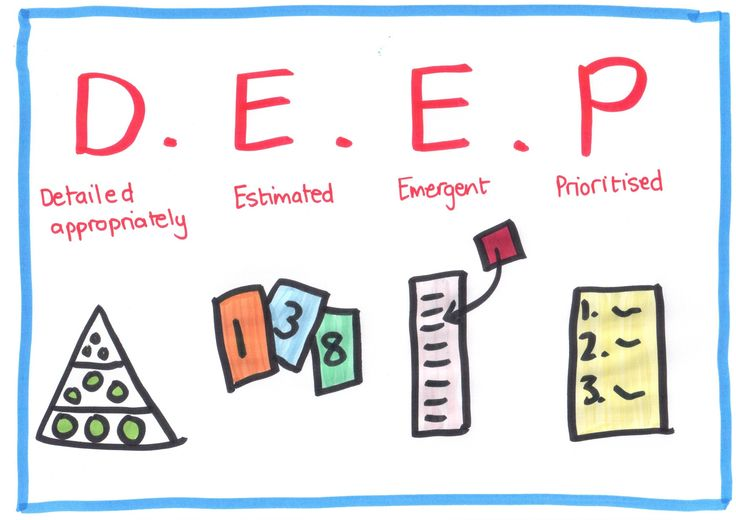 D.E.E.P
Detailed
appropriately
Estimated
Emergent
Prioritised
1
3
8
1.
2.
3.